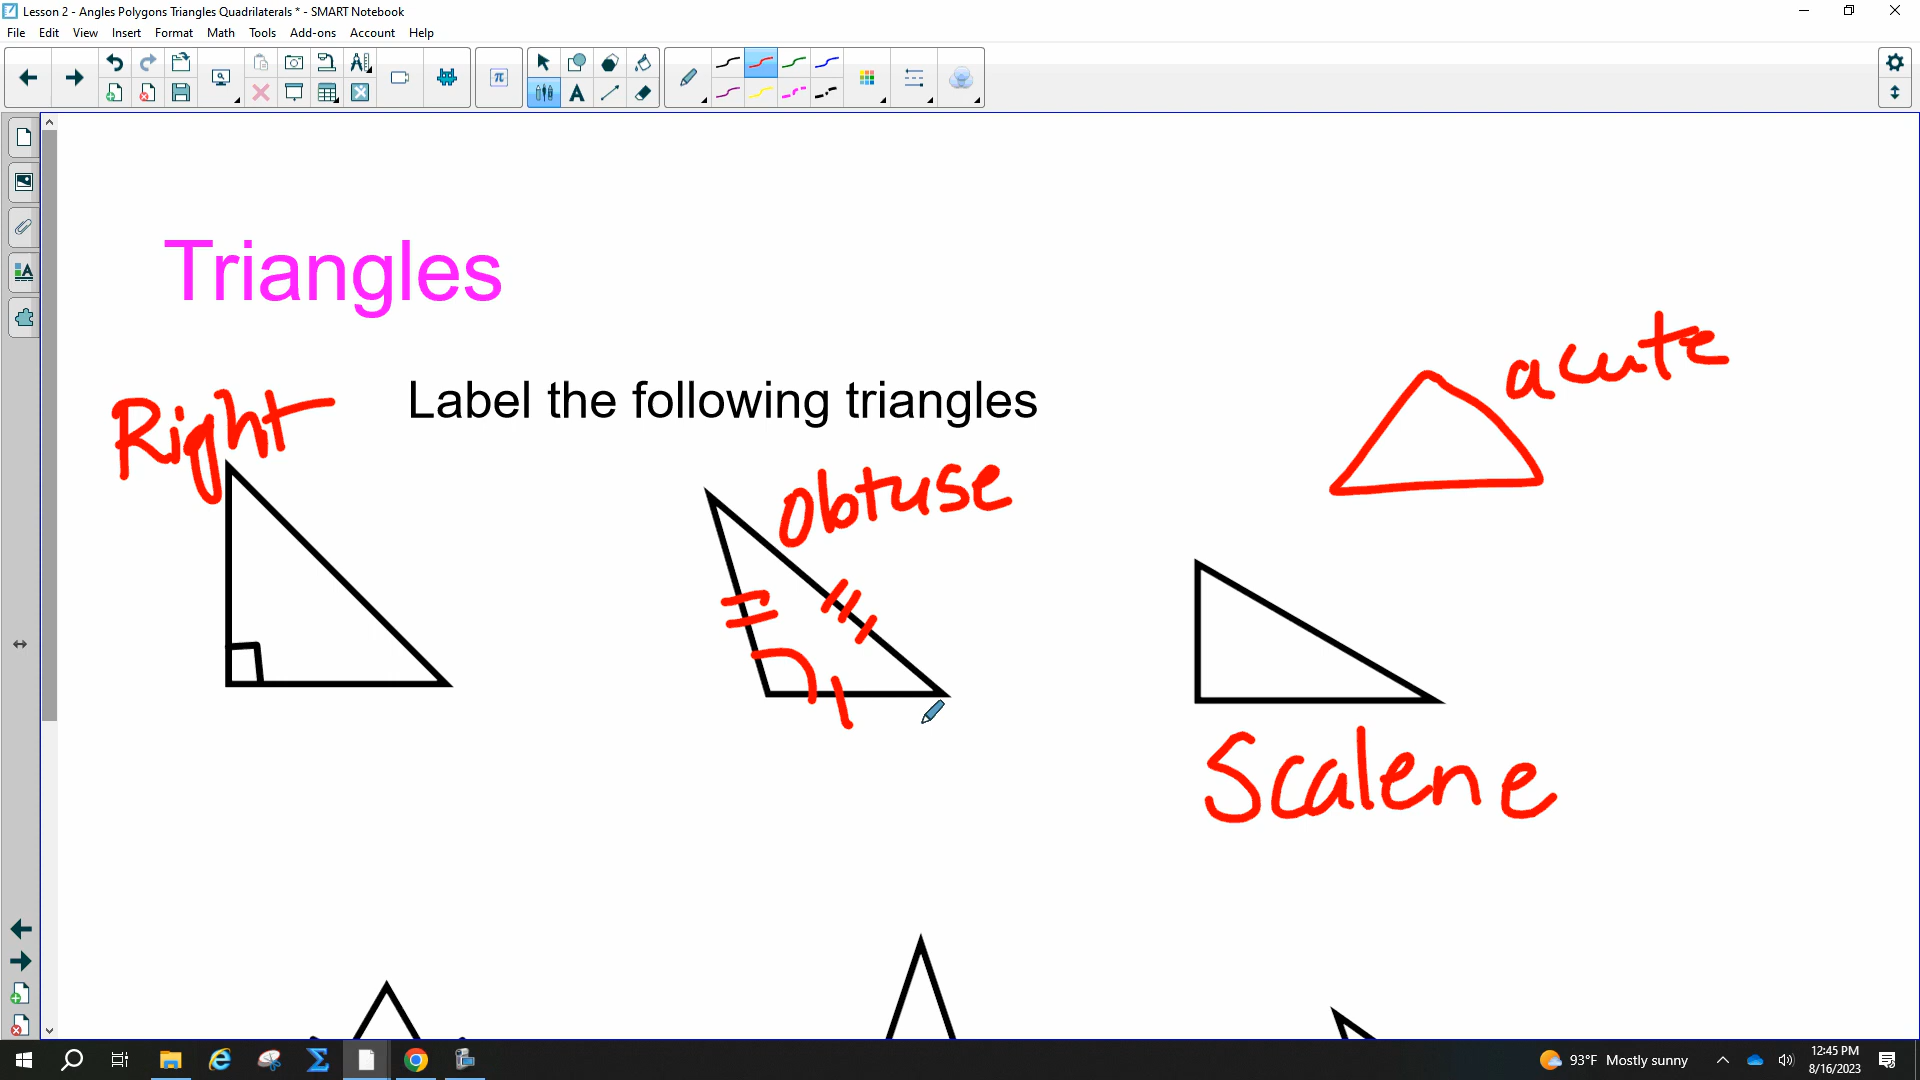 Lesson 2 - Angles Polygons Triangles Quadrilaterals * - SMART Notebook
File Edit View Insert Format Math Tools Add-ons Account Help
Triangles
acute
Right
Label the following triangles
obtuse
Scalene
93°F Mostly sunny
12:45 PM
8/16/2023